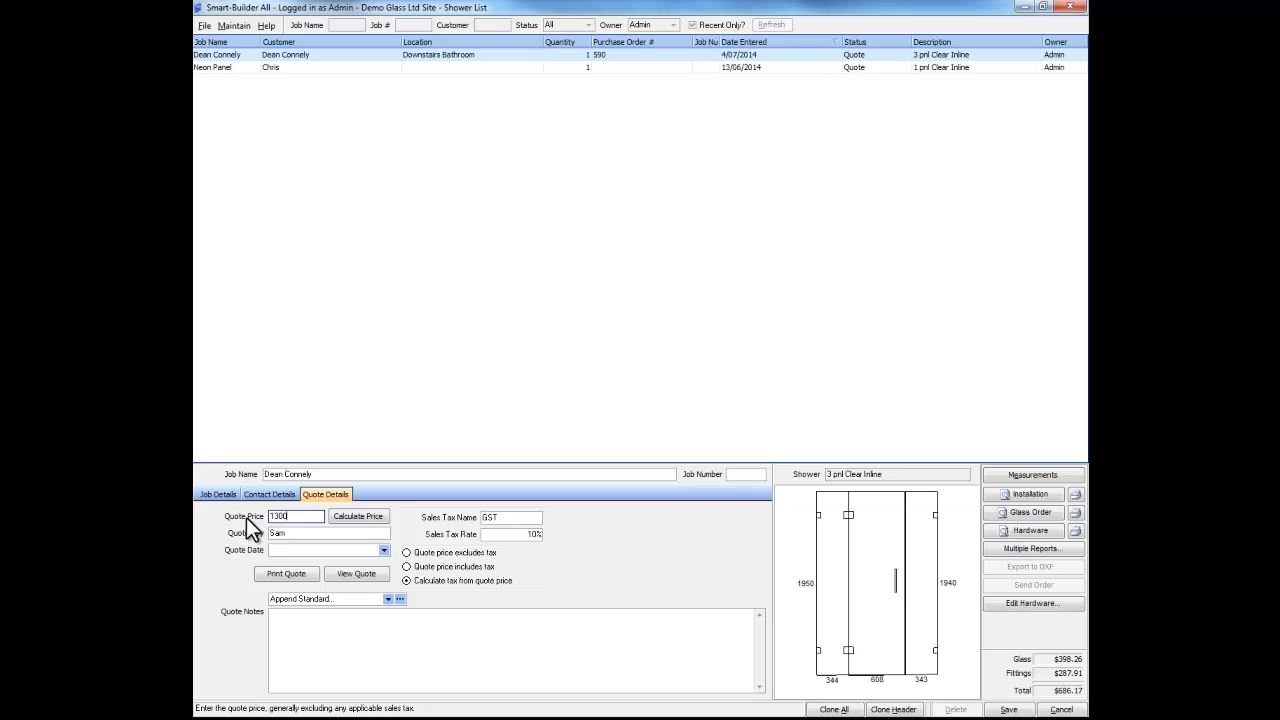 Smart-Builder All - Logged in as Admin - Demo Glass Ltd Site - Shower List
File Maintain Help Job Name Job # Customer Status All Owner Admin Recent Only? Refresh
Job Name Customer Location Quantity Purchase Order # Job Nu Date Entered Status Description Owner
Dean Connely Dean Connely Downstairs Bathroom 1 590 4/07/2014 Quote 3 pnl Clear Inline Admin
Neon Panel Chris 1 13/06/2014 Quote 1 pnl Clear Inline Admin
Job Name Dean Connely Job Number Shower 3 pnl Clear Inline
Job Details Contact Details Quote Details
Quote Price 1300 Calculate Price
Sam
Quote Date
Print Quote View Quote
Sales Tax Name GST
Sales Tax Rate 10%
Quote price excludes tax
Quote price includes tax
Calculate tax from quote price
Append Standard...
Quote Notes
1950 1940
344 608 343
Measurements
Installation
Glass Order
Hardware
Multiple Reports...
Export to DXF...
Send Order
Edit Hardware...
Glass $398.26
Fittings $287.91
Total $686.17
Enter the quote price, generally excluding any applicable sales tax.
Clone All Clone Header Delete Save Cancel